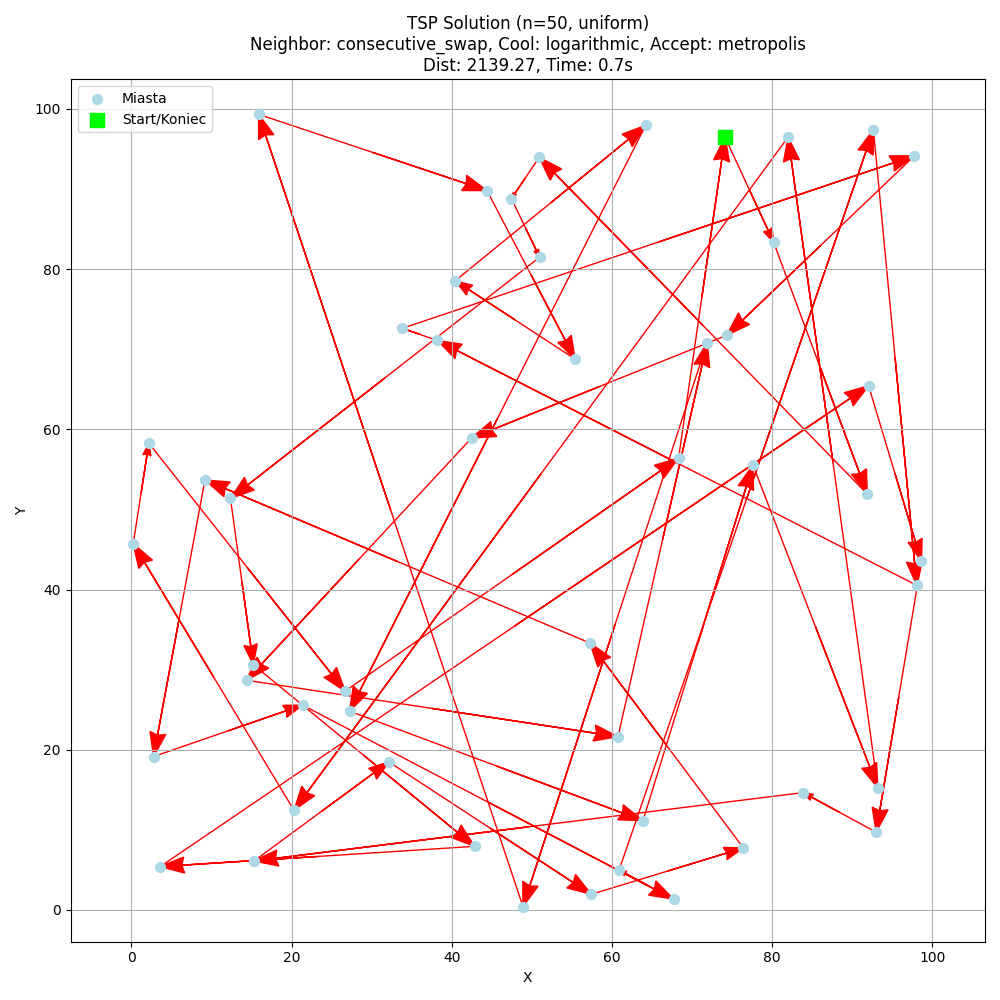 TSP Solution (n=50, uniform)
Neighbor: consecutive_swap, Cool: logarithmic, Accept: metropolis
Dist: 2139.27, Time: 0.7s
Miasta
Start/Koniec
100
80
60
40
20
0
Y
0 20 40 60 80 100
X